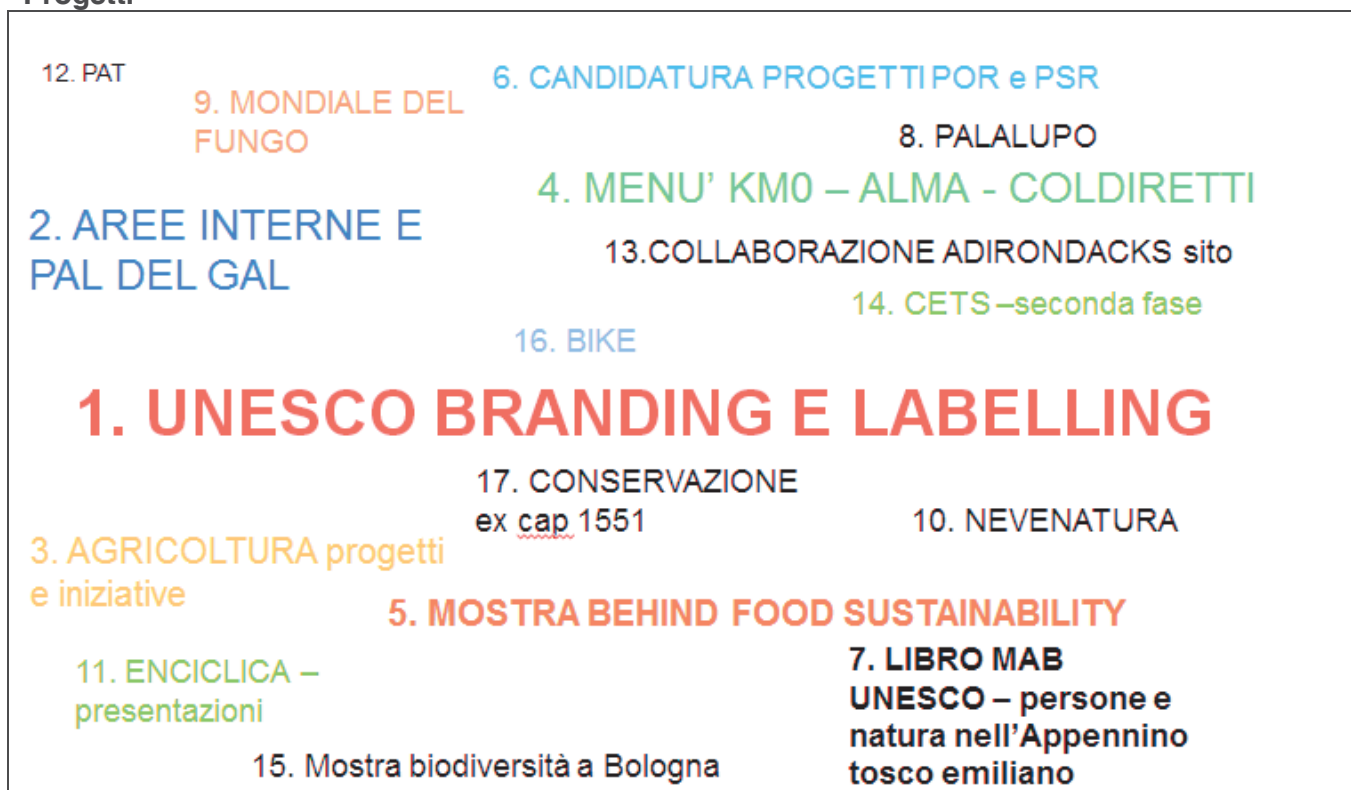 Progetti
12. PAT
6. CANDIDATURA PROGETTI POR e PSR
9. MONDIALE DEL
FUNGO
8. PALALUPO
4. MENU’ KM0 – ALMA - COLDIRETTI
2. AREE INTERNE E
PAL DEL GAL
13.COLLABORAZIONE ADIRONDACKS sito
14. CETS –seconda fase
16. BIKE
1. UNESCO BRANDING E LABELLING
17. CONSERVAZIONE
ex cap 1551
10. NEVENATURA
3. AGRICOLTURA progetti
e iniziative
5. MOSTRA BEHIND FOOD SUSTAINABILITY
11. ENCICLICA –
presentazioni
7. LIBRO MAB
UNESCO – persone e
natura nell’Appennino
tosco emiliano
15. Mostra biodiversità a Bologna